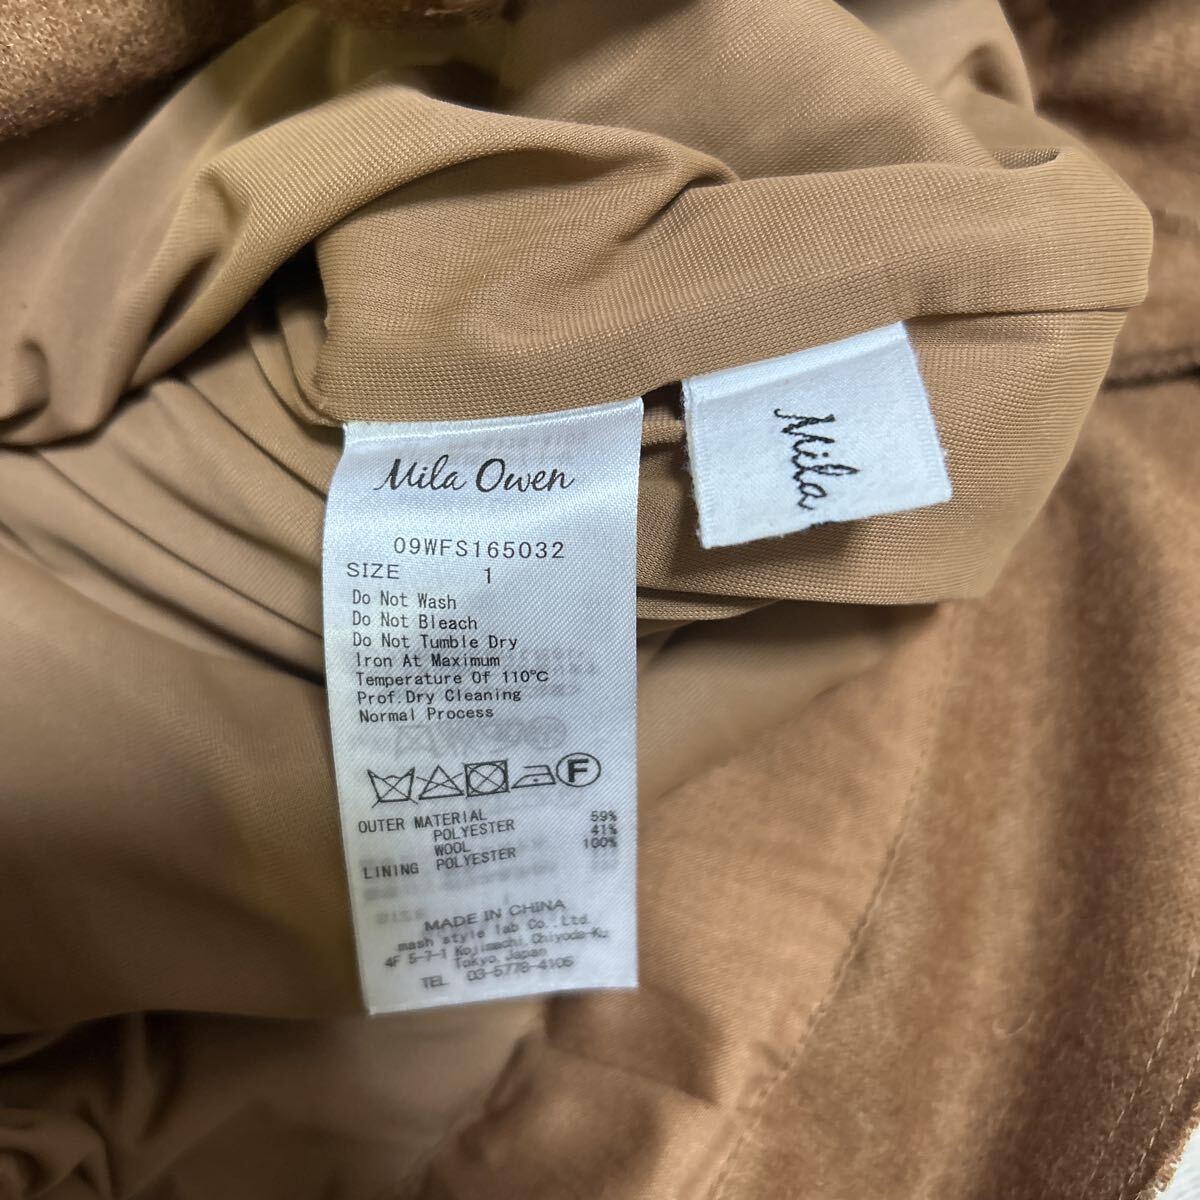 Mila Owen
09WFS165032
SIZE 1
Do Not Wash
Do Not Bleach
Do Not Tumble Dry
Iron At Maximum
Temperature Of 110℃
Prof.Dry Cleaning
Normal Process
F
OUTER MATERIAL
POLYESTER 59%
WOOL 41%
LINING POLYESTER 100%
MADE IN CHINA
mash style lab Co.,Ltd.
4F 5-7-1 Kojimachi, Chiyoda-Ku
Tokyo, Japan
TEL 03-5778-4106
Mila